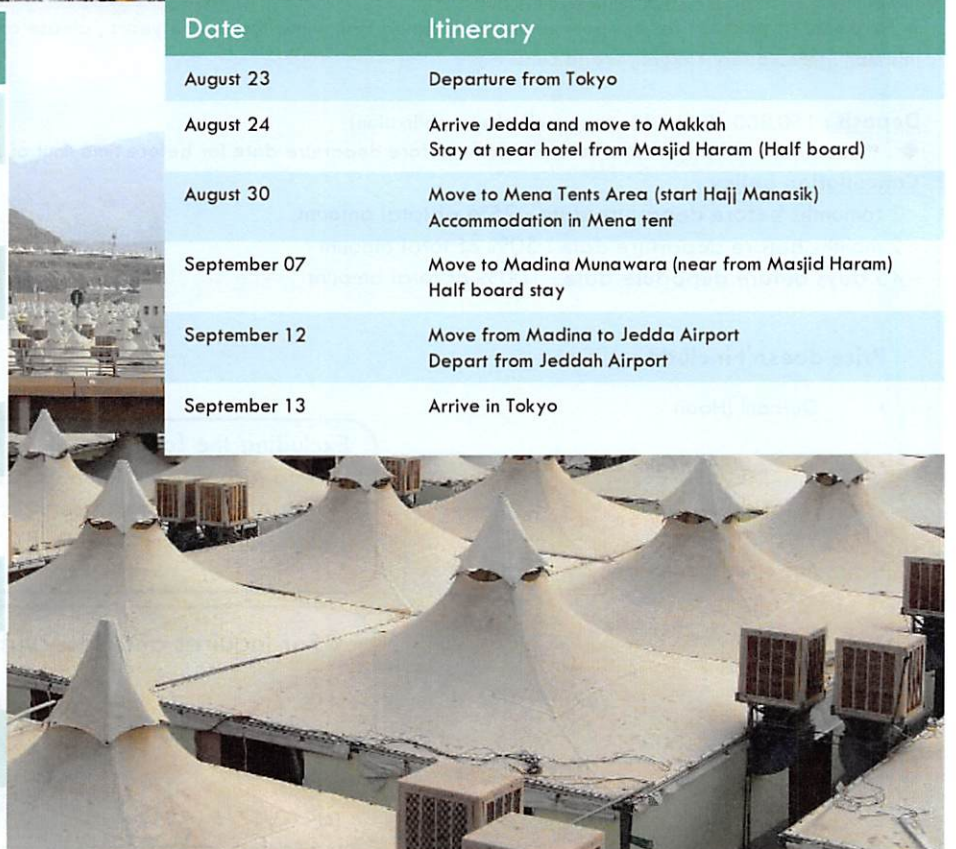 Date Itinerary
August 23 Departure from Tokyo
August 24 Arrive Jedda and move to Makkah
Stay at near hotel from Masjid Haram (Half board)
August 30 Move to Mena Tents Area (start Hajj Manasik)
Accommodation in Mena tent
September 07 Move to Madina Munawara (near from Masjid Haram)
Half board stay
September 12 Move from Madina to Jedda Airport
Depart from Jeddah Airport
September 13 Arrive in Tokyo